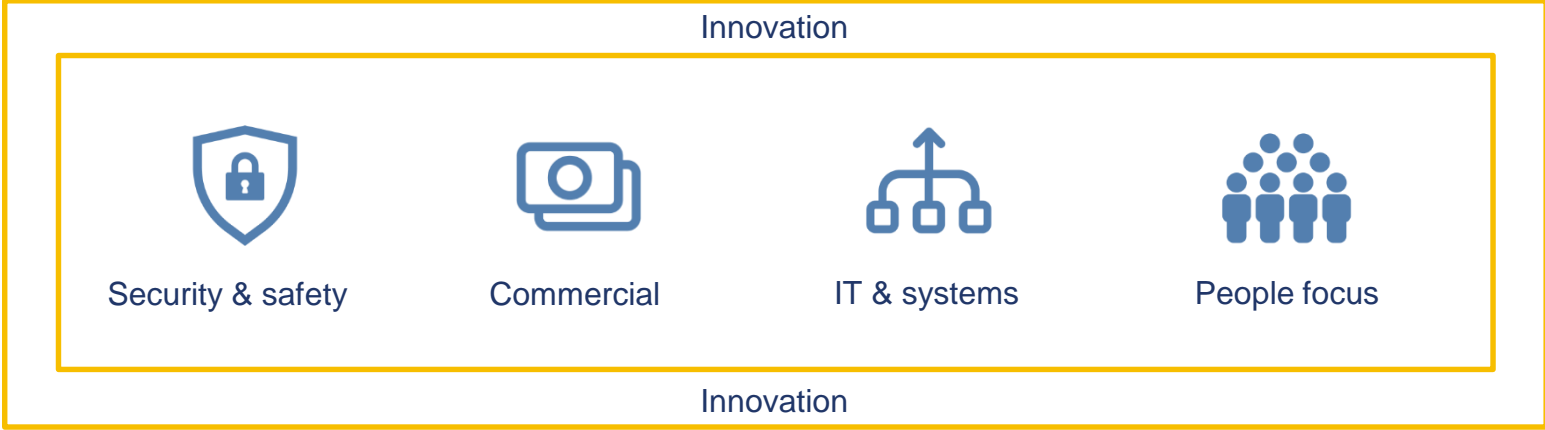 Innovation
Security & safety
Commercial
IT & systems
People focus
Innovation